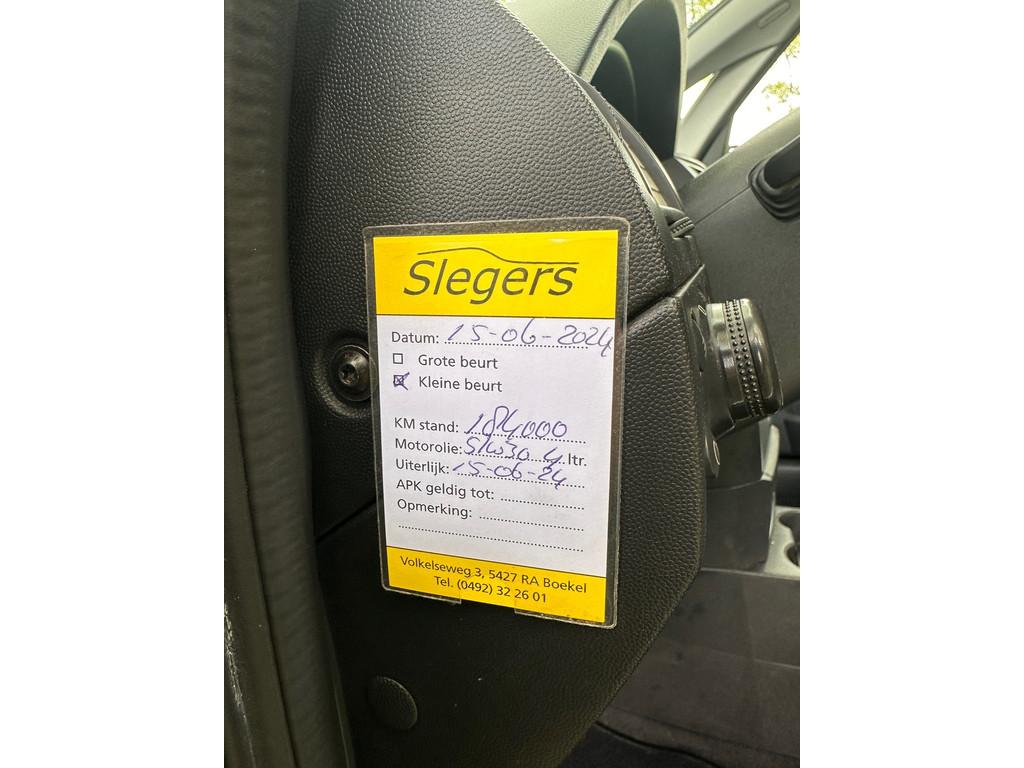 Slegers
Datum: 15-06-2024
Grote beurt
Kleine beurt
KM stand: 184000
Motorolie: 5W30 4 ltr.
Uiterlijk: 15-06-24
APK geldig tot:
Opmerking:
Volkelseweg 3, 5427 RA Boekel
Tel. (0492) 32 26 01